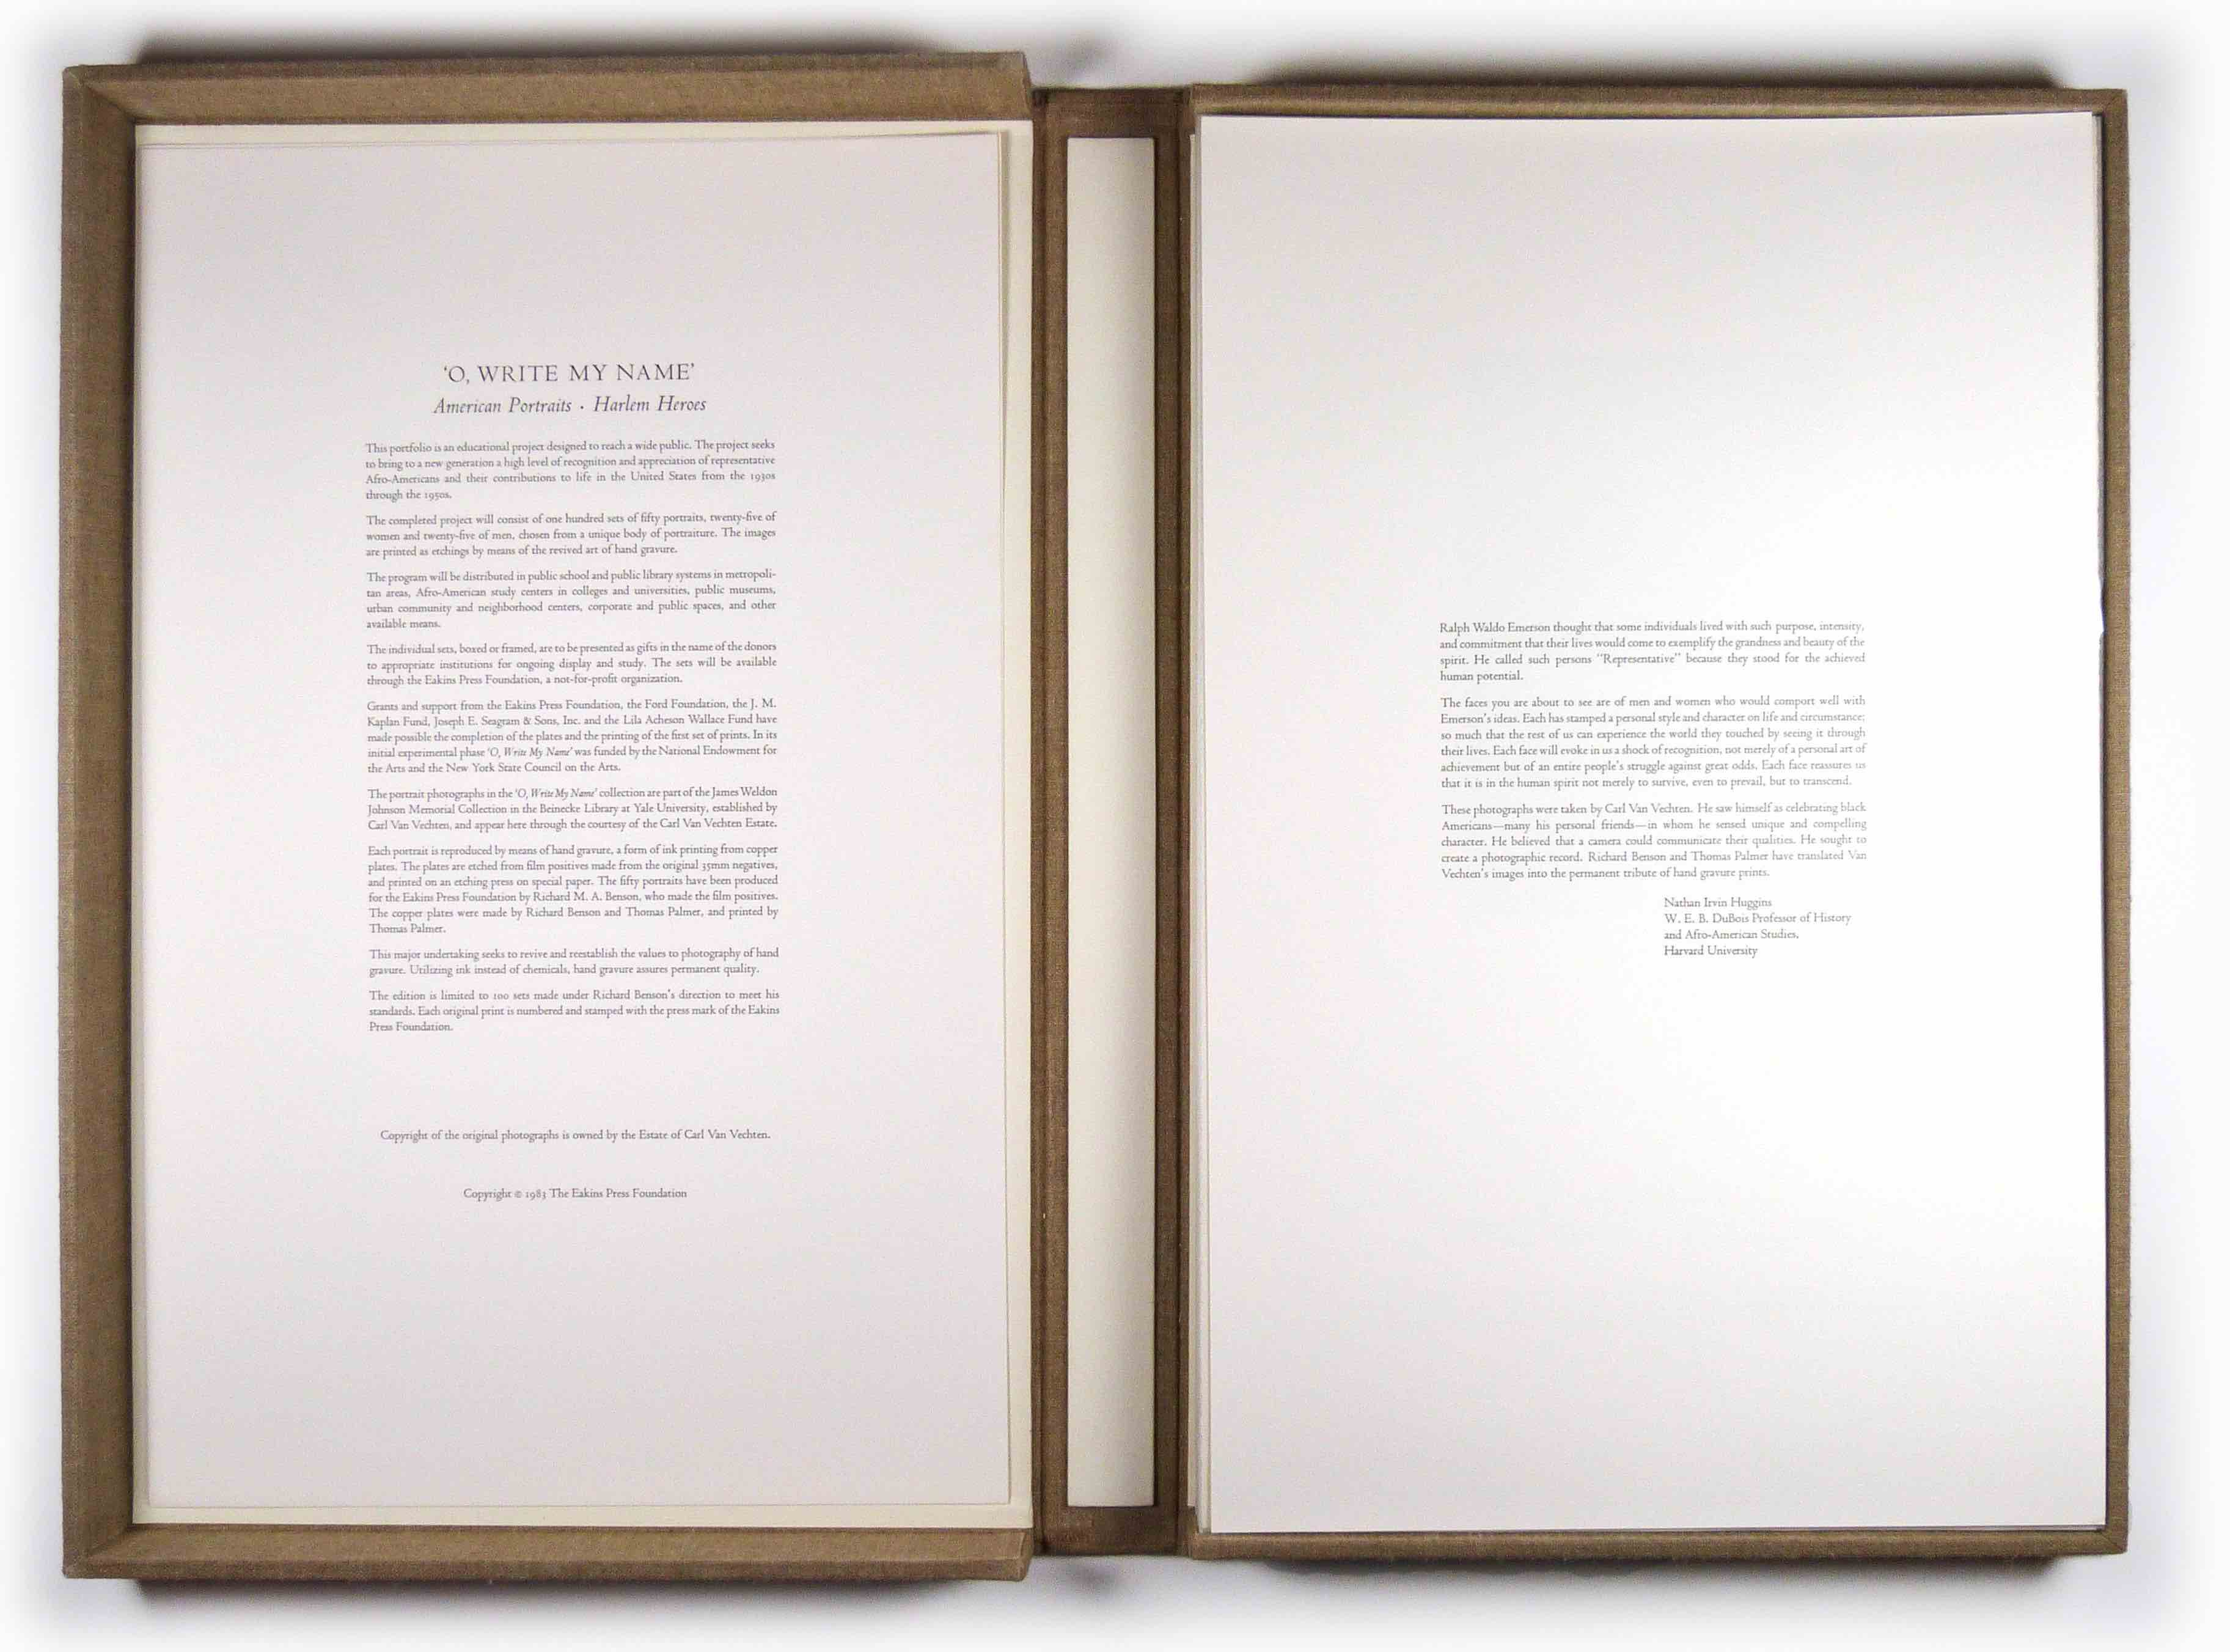 ‘O, WRITE MY NAME’
American Portraits · Harlem Heroes
This portfolio is an educational project designed to reach a wide public. The project seeks
to bring to a new generation a high level of recognition and appreciation of representative
Afro-Americans and their contributions to life in the United States from the 1930s
through the 1950s.
The completed project will consist of one hundred sets of fifty portraits, twenty-five of
women and twenty-five of men, chosen from a unique body of portraiture. The images
are printed as etchings by means of the revived art of hand gravure.
The program will be distributed in public school and public library systems in metropoli-
tan areas, Afro-American study centers in colleges and universities, public museums,
urban community and neighborhood centers, corporate and public spaces, and other
available means.
The individual sets, boxed or framed, are to be presented as gifts in the name of the donors
to appropriate institutions for ongoing display and study. The sets will be available
through the Eakins Press Foundation, a not-for-profit organization.
Grants and support from the Eakins Press Foundation, the Ford Foundation, the J. M.
Kaplan Fund, Joseph E. Seagram & Sons, Inc. and the Lila Acheson Wallace Fund have
made possible the completion of the plates and the printing of the first set of prints. In its
initial experimental phase ‘O, Write My Name’ was funded by the National Endowment for
the Arts and the New York State Council on the Arts.
The portrait photographs in the ‘O, Write My Name’ collection are part of the James Weldon
Johnson Memorial Collection in the Beinecke Library at Yale University, established by
Carl Van Vechten, and appear here through the courtesy of the Carl Van Vechten Estate.
Each portrait is reproduced by means of hand gravure, a form of ink printing from copper
plates. The plates are etched from film positives made from the original 35mm negatives,
and printed on an etching press on special paper. The fifty portraits have been produced
for the Eakins Press Foundation by Richard M. A. Benson, who made the film positives.
The copper plates were made by Richard Benson and Thomas Palmer, and printed by
Thomas Palmer.
This major undertaking seeks to revive and reestablish the values to photography of hand
gravure. Utilizing ink instead of chemicals, hand gravure assures permanent quality.
The edition is limited to 100 sets made under Richard Benson's direction to meet his
standards. Each original print is numbered and stamped with the press mark of the Eakins
Press Foundation.
Copyright of the original photographs is owned by the Estate of Carl Van Vechten.
Copyright © 1983 The Eakins Press Foundation
Ralph Waldo Emerson thought that some individuals lived with such purpose, intensity,
and commitment that their lives would come to exemplify the grandness and beauty of the
spirit. He called such persons "Representative" because they stood for the achieved
human potential.
The faces you are about to see are of men and women who would comport well with
Emerson's ideas. Each has stamped a personal style and character on life and circumstance;
so much that the rest of us can experience the world they touched by seeing it through
their lives. Each face will evoke in us a shock of recognition, not merely of a personal art of
achievement but of an entire people's struggle against great odds. Each face reassures us
that it is in the human spirit not merely to survive, even to prevail, but to transcend.
These photographs were taken by Carl Van Vechten. He saw himself as celebrating black
Americans—many his personal friends—in whom he sensed unique and compelling
character. He believed that a camera could communicate their qualities. He sought to
create a photographic record. Richard Benson and Thomas Palmer have translated Van
Vechten's images into the permanent tribute of hand gravure prints.
Nathan Irvin Huggins
W. E. B. DuBois Professor of History
and Afro-American Studies,
Harvard University